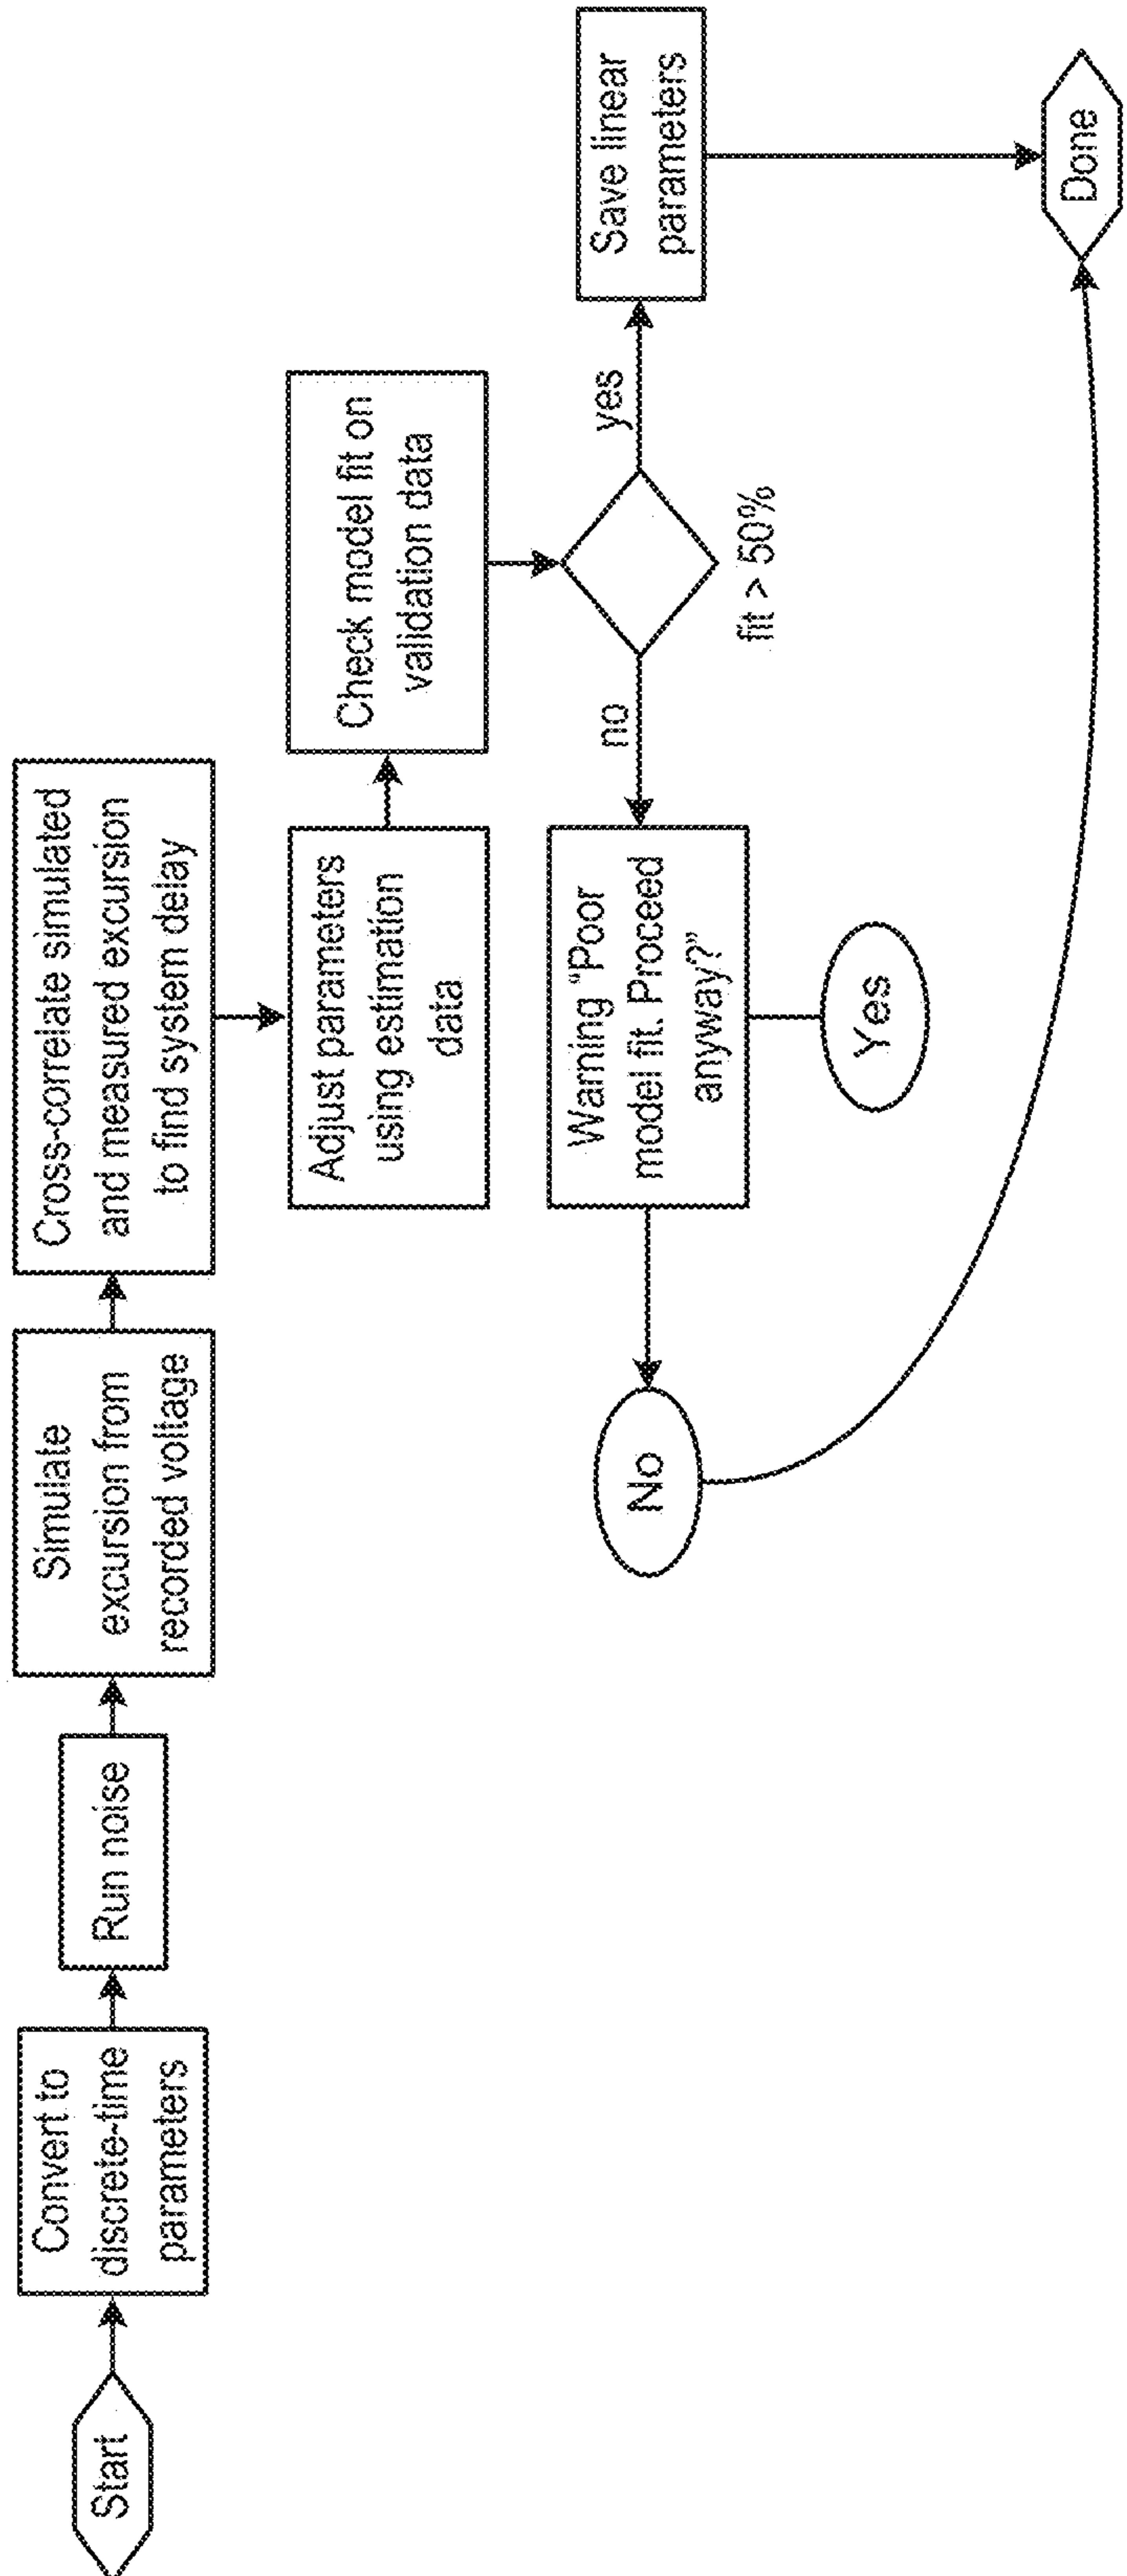 Start
Convert to
discrete-time
parameters
Run noise
Simulate
excursion from
recorded voltage
Cross-correlate simulated
and measured excursion
to find system delay
Adjust parameters
using estimation
data
Check model fit on
validation data
fit > 50%
yes
no
Save linear
parameters
Warning “Poor
model fit. Proceed
anyway?”
Yes
No
Done